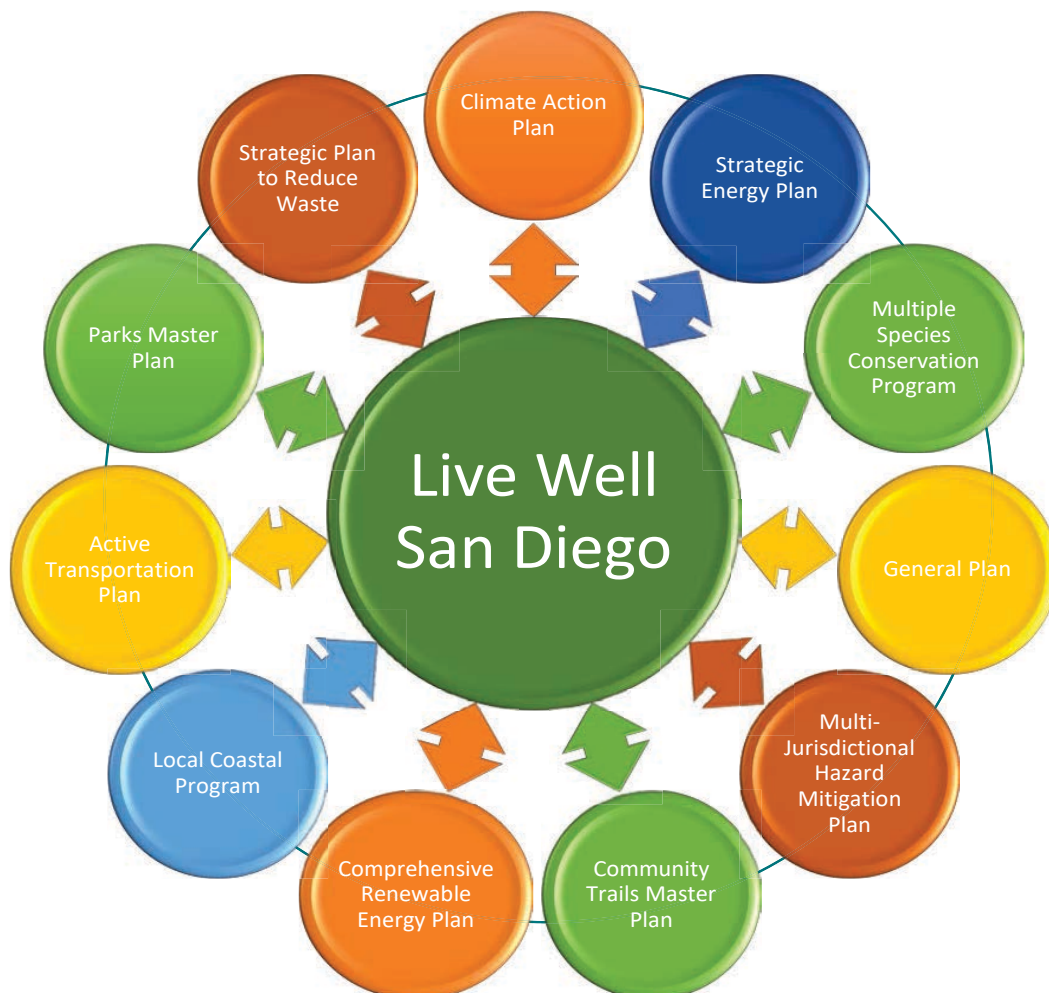 Climate Action
Plan
Strategic
Energy Plan
Multiple
Species
Conservation
Program
General Plan
Multi-
Jurisdictional
Hazard
Mitigation
Plan
Community
Trails Master
Plan
Comprehensive
Renewable
Energy Plan
Local Coastal
Program
Active
Transportation
Plan
Parks Master
Plan
Strategic Plan
to Reduce
Waste
Live Well
San Diego